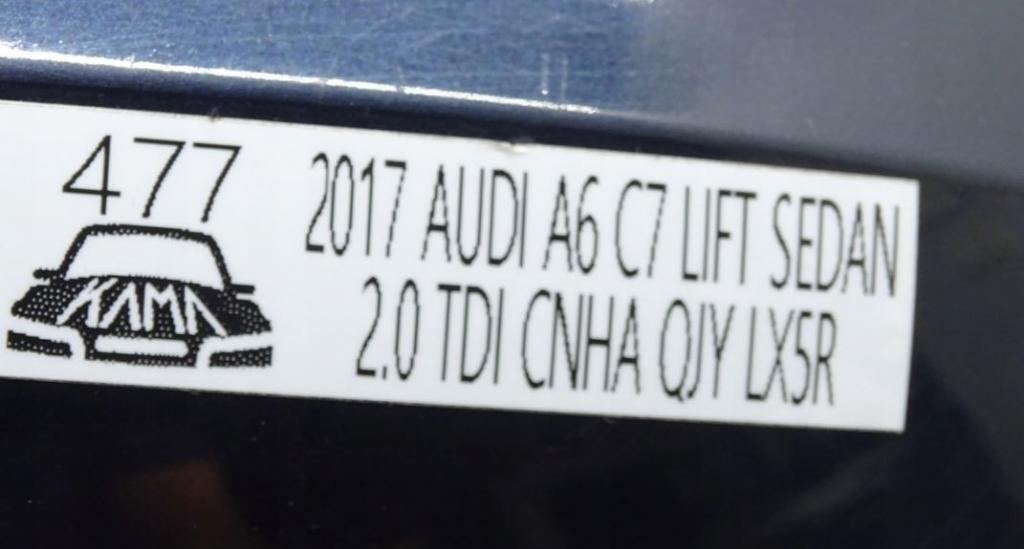 477
KAMA
2017 AUDI A6 C7 LIFT SEDAN
2.0 TDI CNHA QJY LX5R